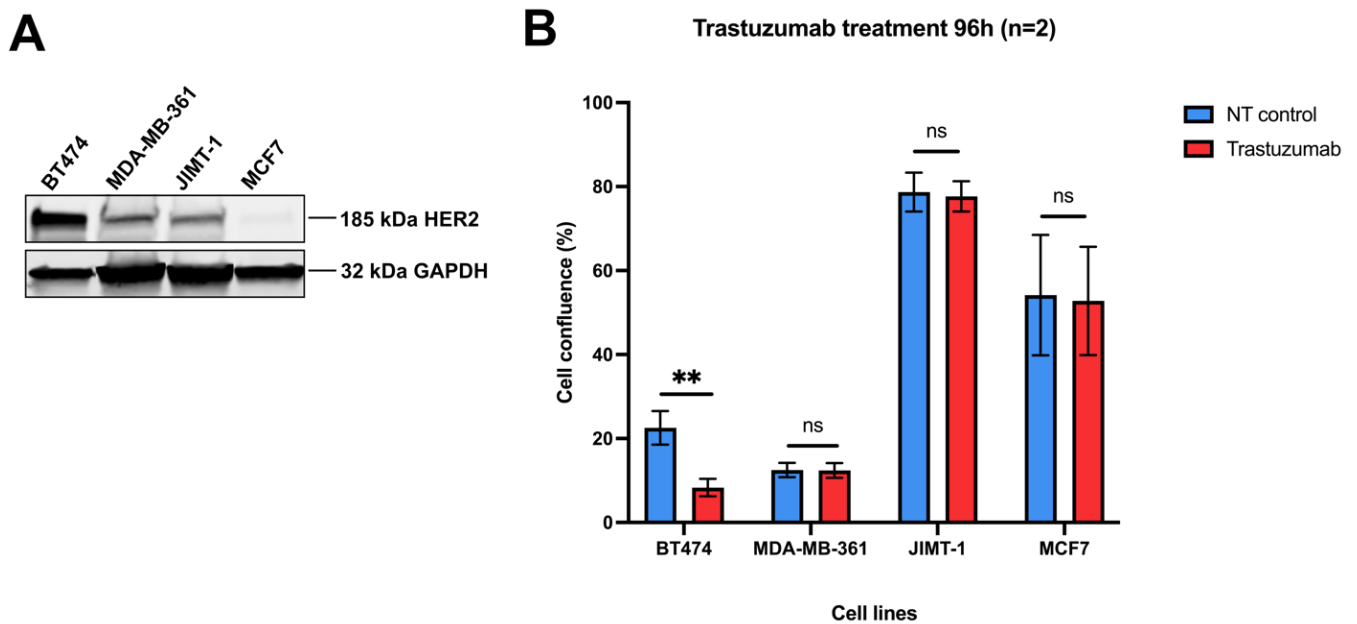 A
BT474
MDA-MB-361
JIMT-1
MCF7
185 kDa HER2
32 kDa GAPDH
B
Trastuzumab treatment 96h (n=2)
100
80
60
40
20
0
Cell confluence (%)
**
ns
ns
ns
BT474
MDA-MB-361
JIMT-1
MCF7
Cell lines
NT control
Trastuzumab